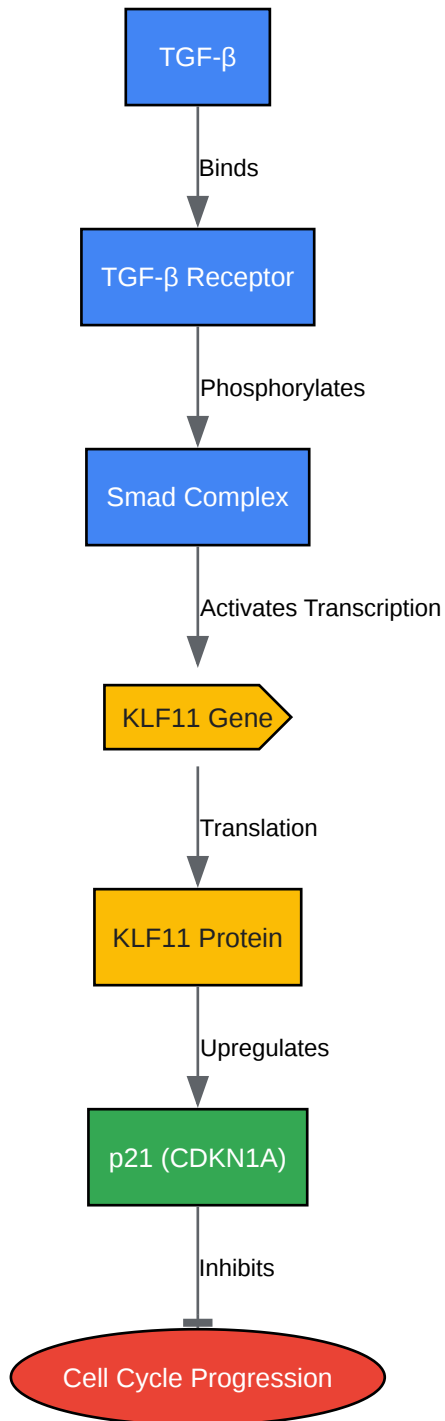 TGF-β
Binds
TGF-β Receptor
Phosphorylates
Smad Complex
Activates Transcription
KLF11 Gene
Translation
KLF11 Protein
Upregulates
p21 (CDKN1A)
Inhibits
Cell Cycle Progression